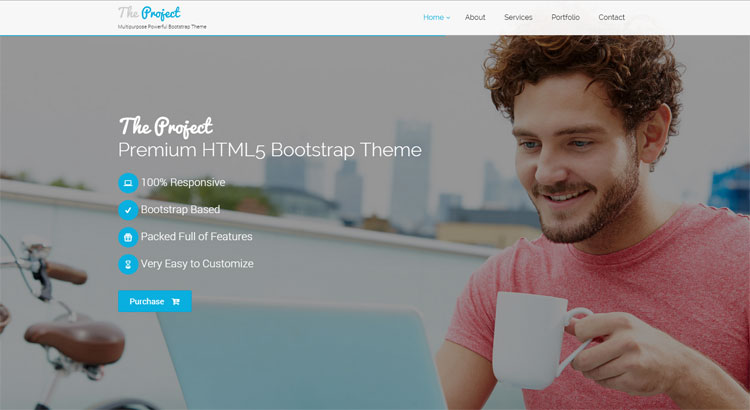 The Project
Multipurpose Powerful Bootstrap Theme
Home
About
Services
Portfolio
Contact
The Project
Premium HTML5 Bootstrap Theme
100% Responsive
Bootstrap Based
Packed Full of Features
Very Easy to Customize
Purchase